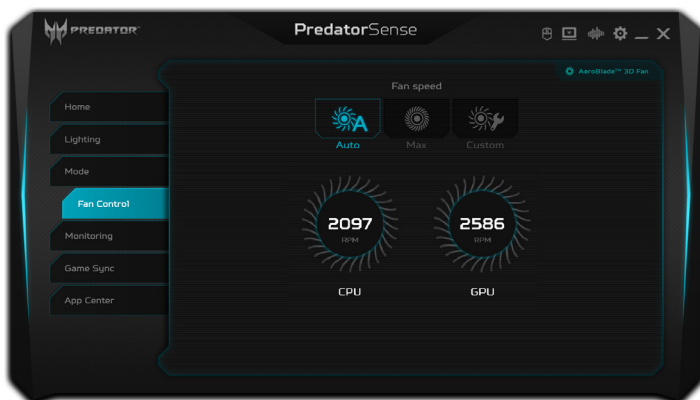 PREDATOR
PredatorSense
AeroBlade™ 3D Fan
Home
Lighting
Mode
Fan Control
Monitoring
Game Sync
App Center
Fan speed
A
Auto
Max
Custom
2097
RPM
CPU
2586
RPM
GPU